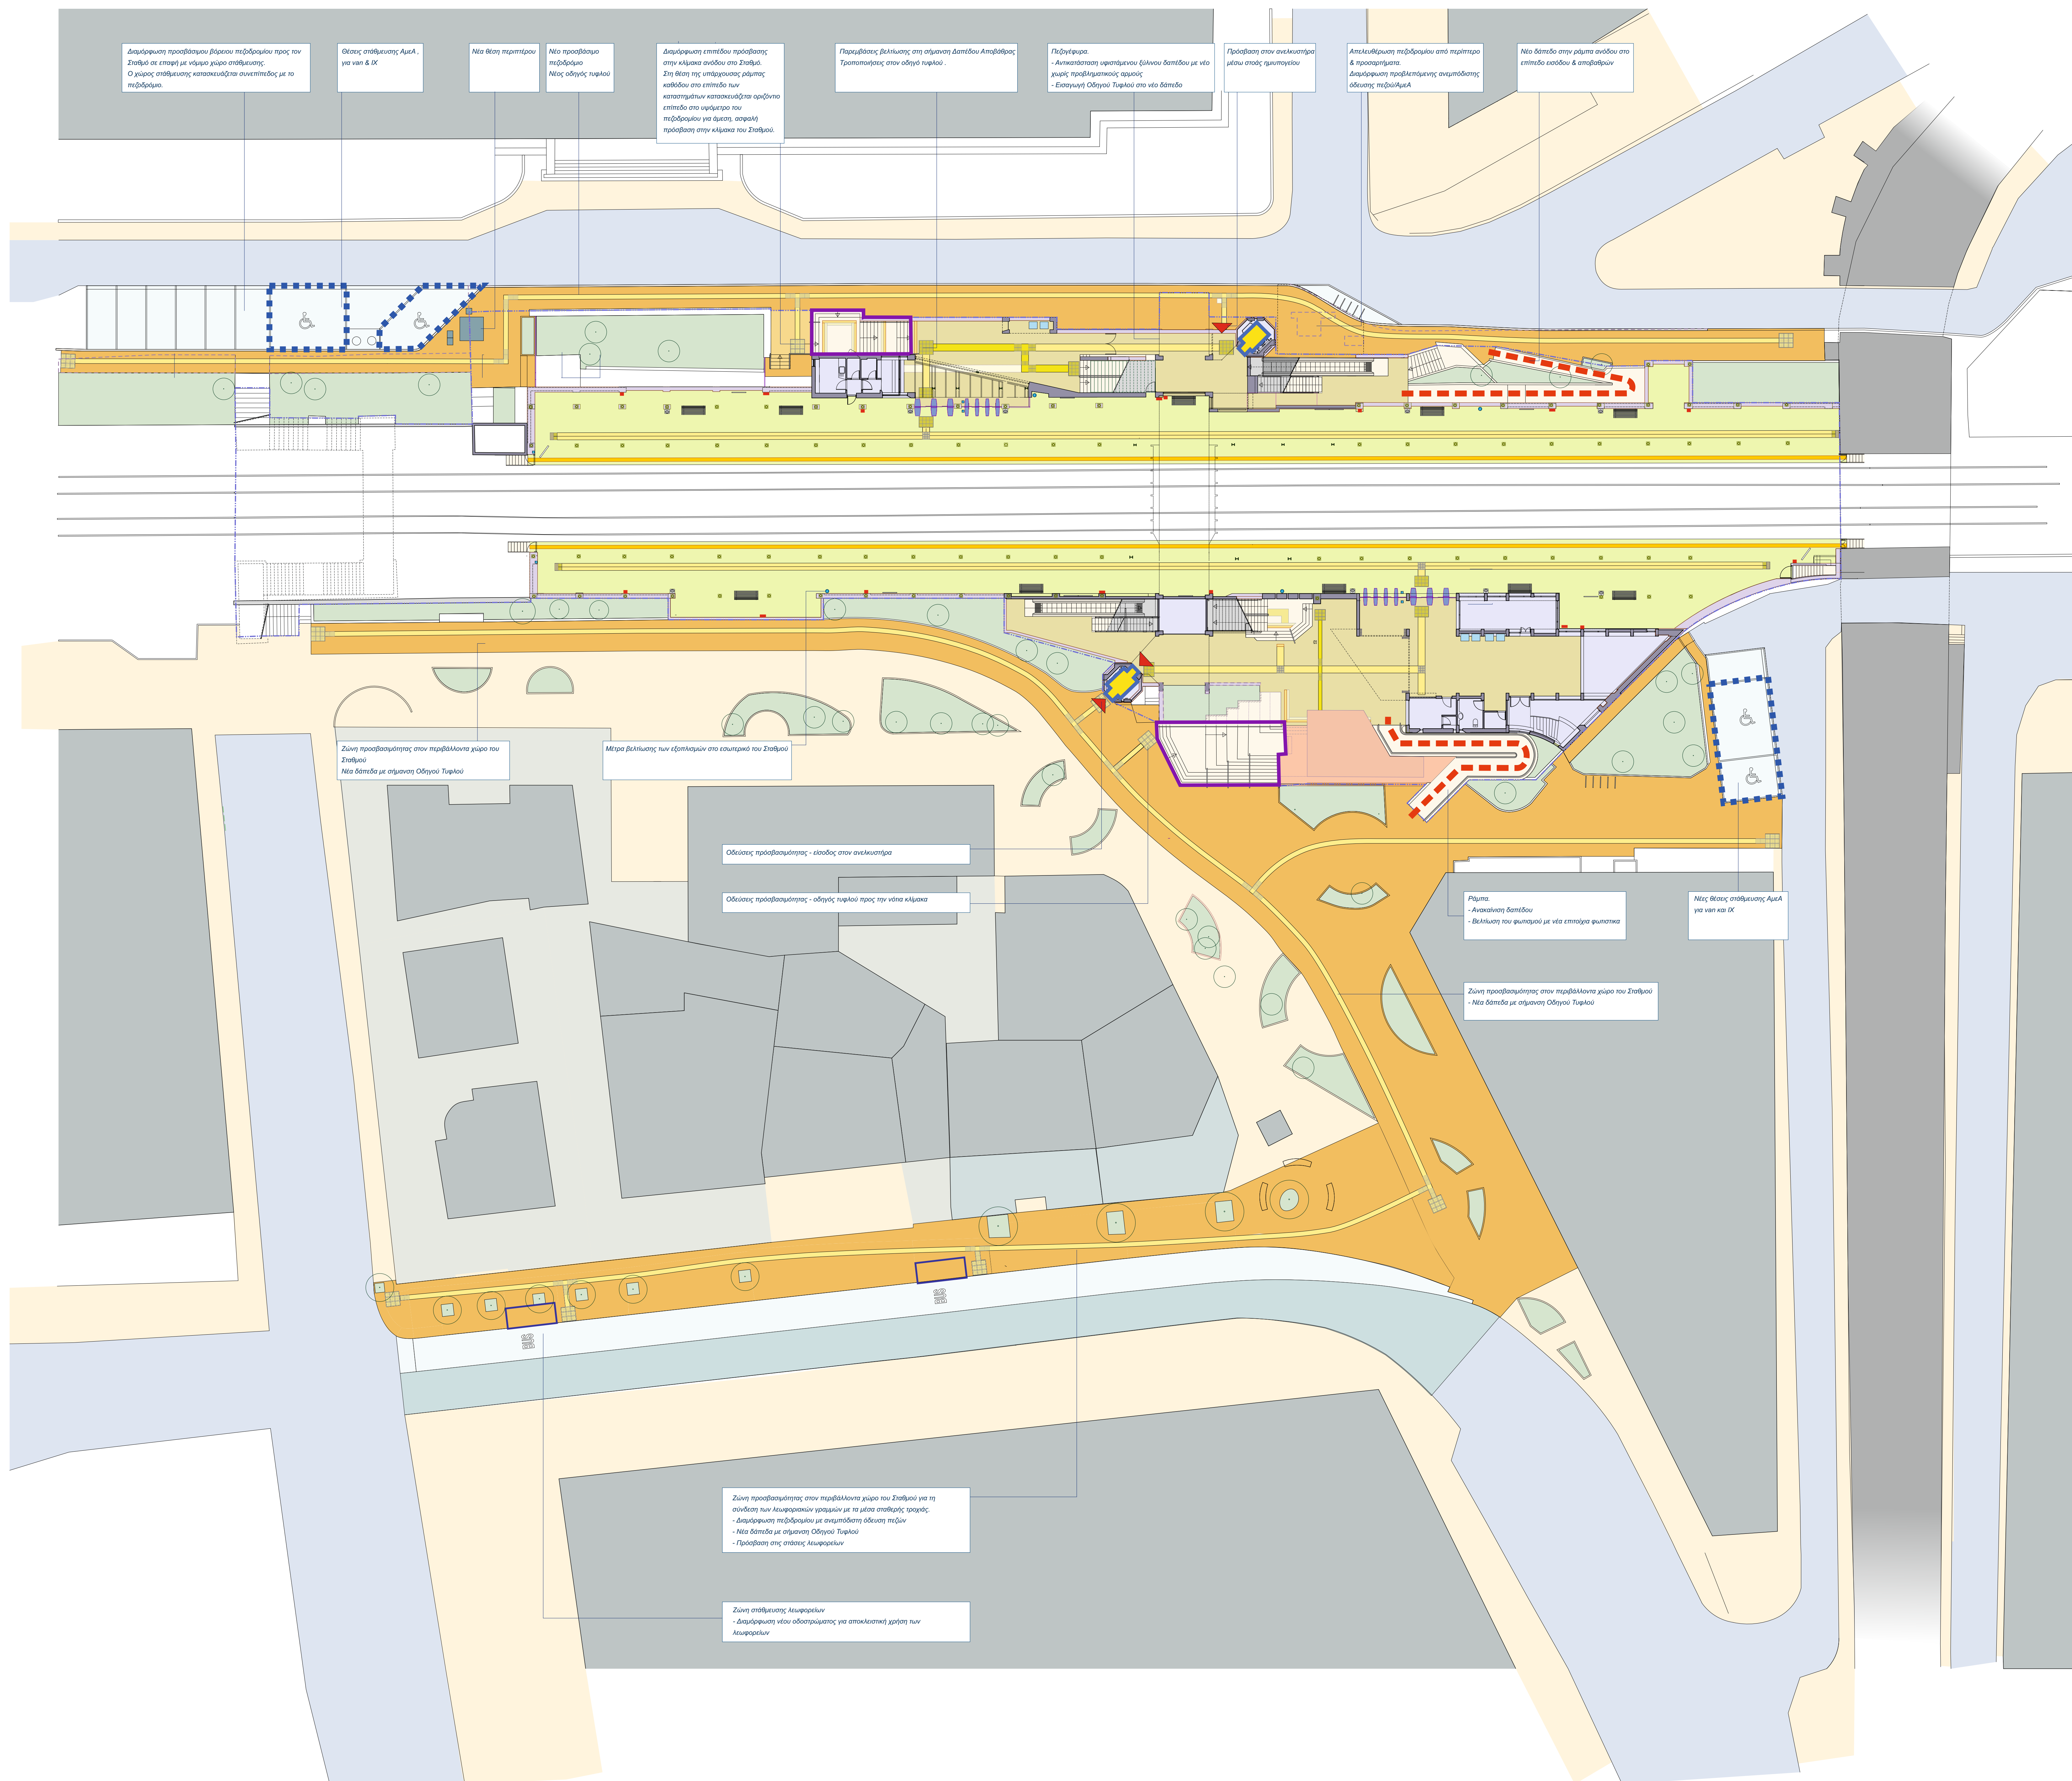 Διαμόρφωση προσβάσιμου βόρειου πεζοδρομίου προς τον
Σταθμό σε επαφή με νόμιμο χώρο στάθμευσης.
Ο χώρος στάθμευσης κατασκευάζεται συνεπίπεδος με το
πεζοδρόμιο.
Θέσεις στάθμευσης ΑμεΑ ,
για van & ΙΧ
Νέα θέση περιπτέρου
Νέο προσβάσιμο
πεζοδρόμιο
Νέος οδηγός τυφλού
Διαμόρφωση επιπέδου πρόσβασης
στην κλίμακα ανόδου στο Σταθμό.
Στη θέση της υπάρχουσας ράμπας
καθόδου στο επίπεδο των
καταστημάτων κατασκευάζεται οριζόντιο
επίπεδο στο υψόμετρο του
πεζοδρομίου για άμεση, ασφαλή
πρόσβαση στην κλίμακα του Σταθμού.
Παρεμβάσεις βελτίωσης στη σήμανση Δαπέδου Αποβάθρας
Τροποποιήσεις στον οδηγό τυφλού .
Πεζογέφυρα.
- Αντικατάσταση υφιστάμενου ξύλινου δαπέδου με νέο
χωρίς προβληματικούς αρμούς
- Εισαγωγή Οδηγού Τυφλού στο νέο δάπεδο
Πρόσβαση στον ανελκυστήρα
μέσω στοάς ημιυπογείου
Απελευθέρωση πεζοδρομίου από περίπτερο
& προσαρτήματα.
Διαμόρφωση προβλεπόμενης ανεμπόδιστης
όδευσης πεζού/ΑμεΑ
Νέο δάπεδο στην ράμπα ανόδου στο
επίπεδο εισόδου & αποβαθρών
Ζώνη προσβασιμότητας στον περιβάλλοντα χώρο του
Σταθμού
Νέα δάπεδα με σήμανση Οδηγού Τυφλού
Μέτρα βελτίωσης των εξοπλισμών στο εσωτερικό του Σταθμού
Οδεύσεις πρόσβασιμότητας - είσοδος στον ανελκυστήρα
Οδεύσεις πρόσβασιμότητας - οδηγός τυφλού προς την νότια κλίμακα
Ράμπα.
- Ανακαίνιση δαπέδου
- Βελτίωση του φωτισμού με νέα επιτοίχια φωτιστικα
Νέες θέσεις στάθμευσης ΑμεΑ
για van και ΙΧ
Ζώνη προσβασιμότητας στον περιβάλλοντα χώρο του Σταθμού
- Νέα δάπεδα με σήμανση Οδηγού Τυφλού
Ζώνη προσβασιμότητας στον περιβάλλοντα χώρο του Σταθμού για τη
σύνδεση των λεωφοριακών γραμμών με τα μέσα σταθερής τροχιάς.
- Διαμόρφωση πεζοδρομίου με ανεμπόδιστη όδευση πεζών
- Νέα δάπεδα με σήμανση Οδηγού Τυφλού
- Πρόσβαση στις στάσεις λεωφορείων
Ζώνη στάθμευσης λεωφορείων
- Διαμόρφωση νέου οδοστρώματος για αποκλειστική χρήση των
λεωφορείων